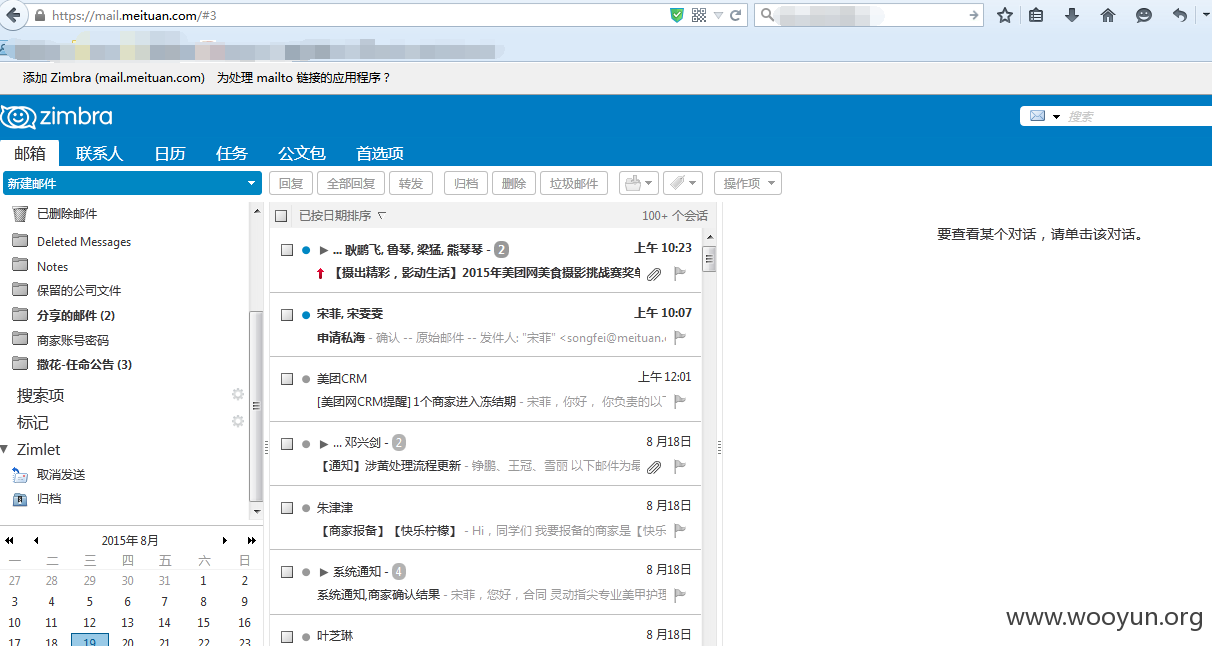 https://mail.meituan.com/#3
添加 Zimbra (mail.meituan.com) 为处理 mailto 链接的应用程序？
zimbra
搜索
邮箱 联系人 日历 任务 公文包 首选项
新建邮件
回复 全部回复 转发 归档 删除 垃圾邮件 操作项
已删除邮件
Deleted Messages
Notes
保留的公司文件
分享的邮件 (2)
商家账号密码
撒花-任命公告 (3)
搜索项
标记
Zimlet
取消发送
归档
2015年 8月
一 二 三 四 五 六 日
27 28 29 30 31 1 2
3 4 5 6 7 8 9
10 11 12 13 14 15 16
17 18 19 20 21 22 23
已按日期排序 100+ 个会话
... 耿鹏飞, 鲁琴, 梁猛, 熊琴琴 - 2 上午 10:23
【摄出精彩，影动生活】2015年美团网美食摄影挑战赛奖单
宋菲, 宋雯雯 上午 10:07
申请私海 - 确认 -- 原始邮件 -- 发件人: "宋菲" <songfei@meituan.
美团CRM 上午 12:01
[美团网CRM提醒] 1个商家进入冻结期 - 宋菲，你好， 你负责的以下
... 邓兴剑 - 2 8 月18日
【通知】涉黄处理流程更新 - 铮鹏、王冠、雪丽 以下邮件为最
朱津津 8 月18日
【商家报备】【快乐柠檬】 - Hi，同学们 我要报备的商家是【快乐
系统通知 - 4 8 月18日
系统通知,商家确认结果 - 宋菲，您好，合同 灵动指尖专业美甲护理
叶芝琳 8 月18日
要查看某个对话，请单击该对话。
www.wooyun.org